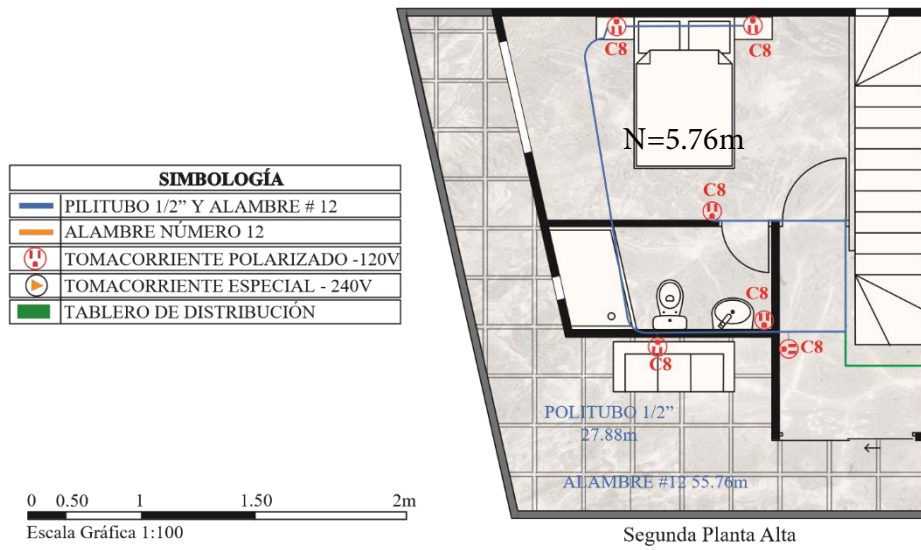 SIMBOLOGÍA
PILITUBO 1/2” Y ALAMBRE # 12
ALAMBRE NÚMERO 12
TOMACORRIENTE POLARIZADO -120V
TOMACORRIENTE ESPECIAL - 240V
TABLERO DE DISTRIBUCIÓN
0 0.50 1 1.50 2m
Escala Gráfica 1:100
C8
C8
N=5.76m
C8
C8
C8
C8
POLITUBO 1/2”
27.88m
ALAMBRE #12 55.76m
Segunda Planta Alta